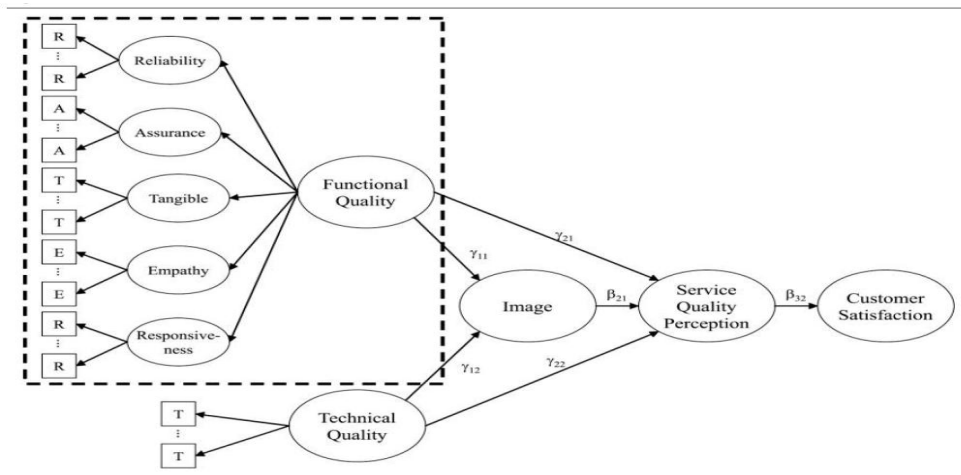 R
⋮
R
Reliability
A
⋮
A
Assurance
T
⋮
T
Tangible
E
⋮
E
Empathy
R
⋮
R
Responsive-
ness
Functional
Quality
γ21
γ11
Image
β21
Service
Quality
Perception
β32
Customer
Satisfaction
γ12
γ22
T
⋮
T
Technical
Quality